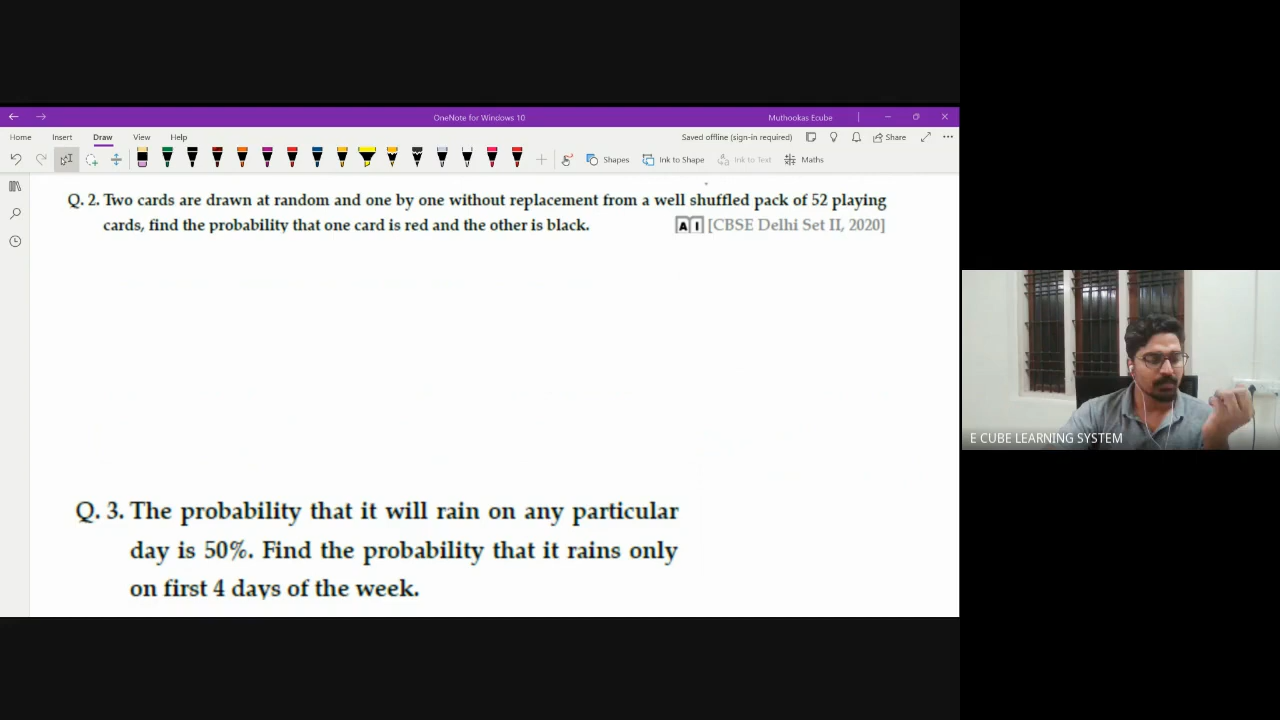 OneNote for Windows 10
Muthookas Ecube
Home Insert Draw View Help
Saved offline (sign-in required)
Share
Shapes
Ink to Shape
Ink to Text
Maths
Q. 2. Two cards are drawn at random and one by one without replacement from a well shuffled pack of 52 playing
cards, find the probability that one card is red and the other is black.
A I [CBSE Delhi Set II, 2020]
Q. 3. The probability that it will rain on any particular
day is 50%. Find the probability that it rains only
on first 4 days of the week.
E CUBE LEARNING SYSTEM